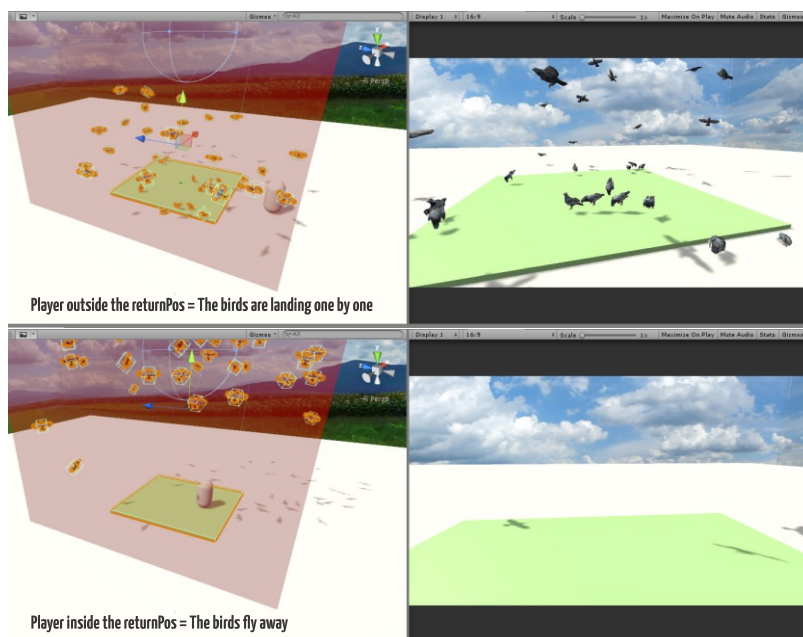 Gizmos
All
Display 1
16:9
Scale
1x
Maximize On Play
Mute Audio
Stats
Gizmos
y
Persp
Player outside the returnPos = The birds are landing one by one
Gizmos
All
Display 1
16:9
Scale
1x
Maximize On Play
Mute Audio
Stats
Gizmos
y
Persp
Player inside the returnPos = The birds fly away